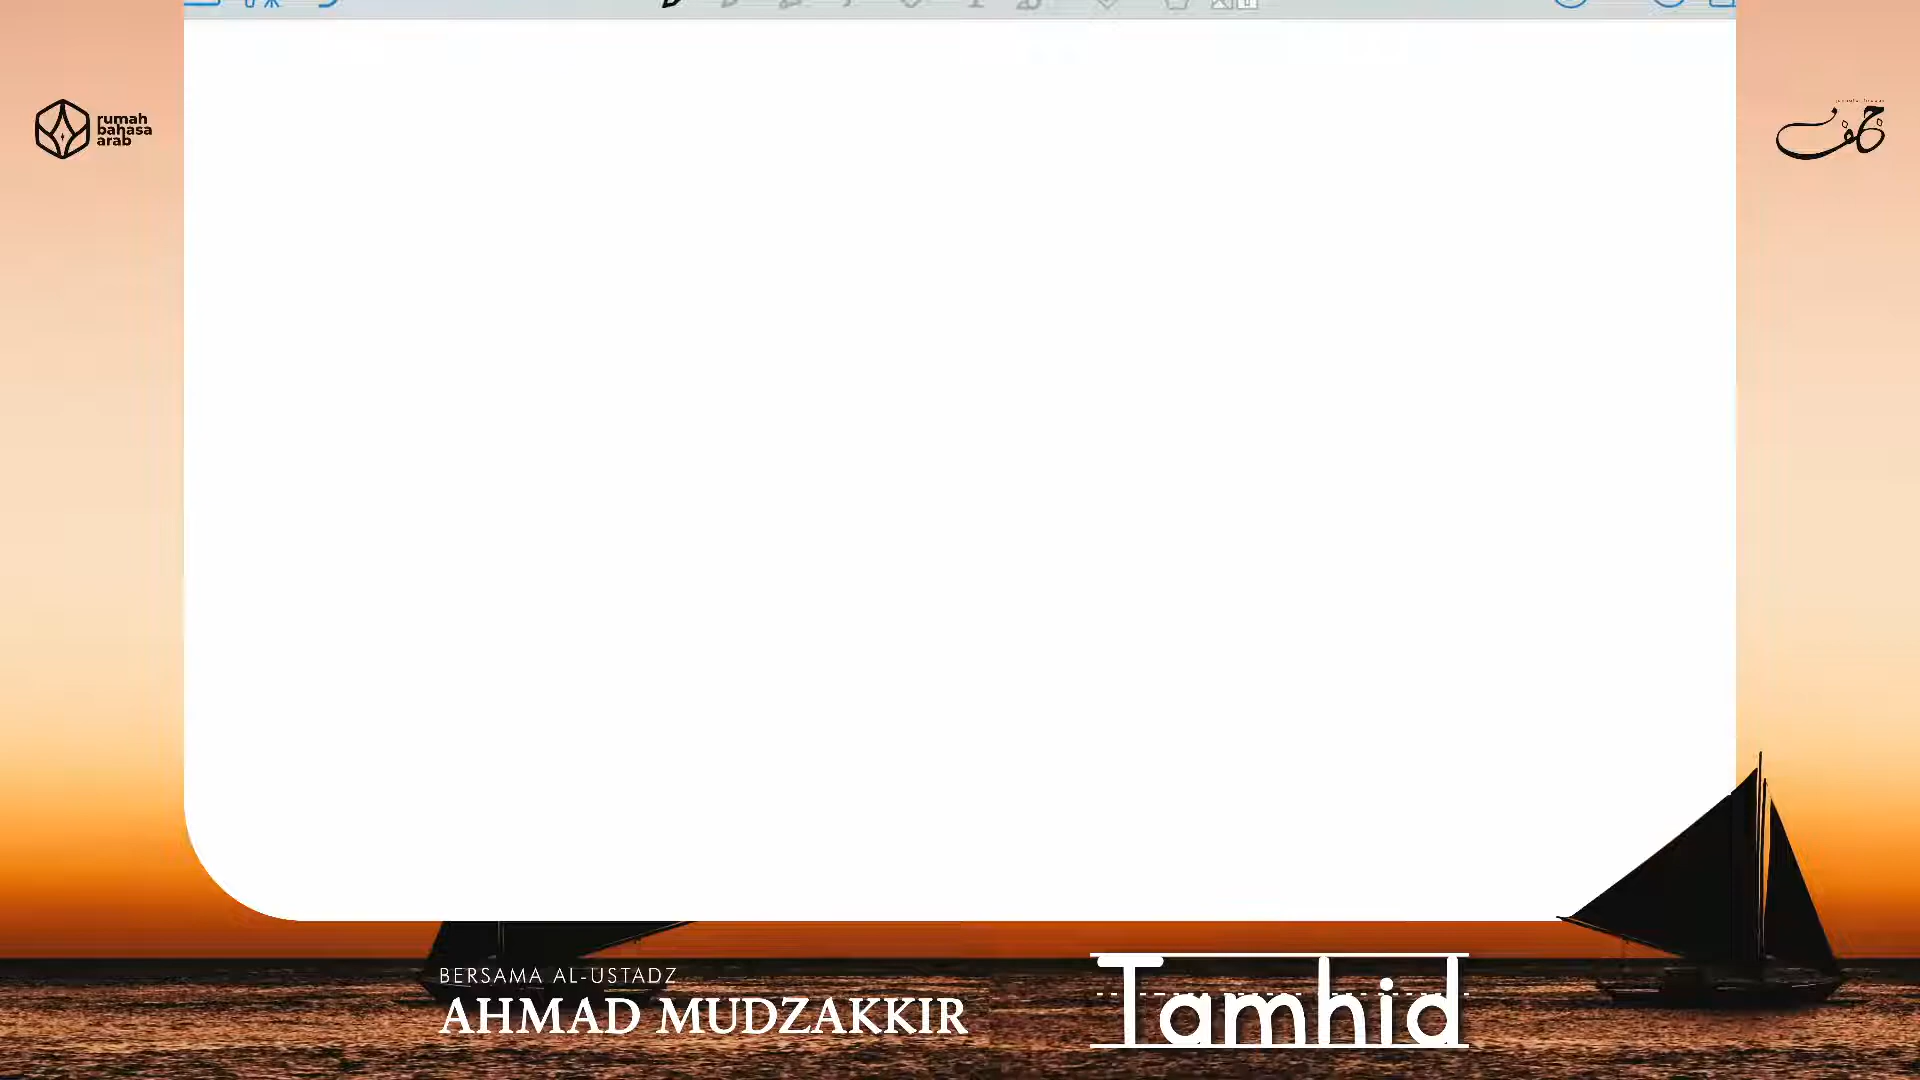 rumah
bahasa
arab
BERSAMA AL-USTADZ
AHMAD MUDZAKKIR
Tamhid